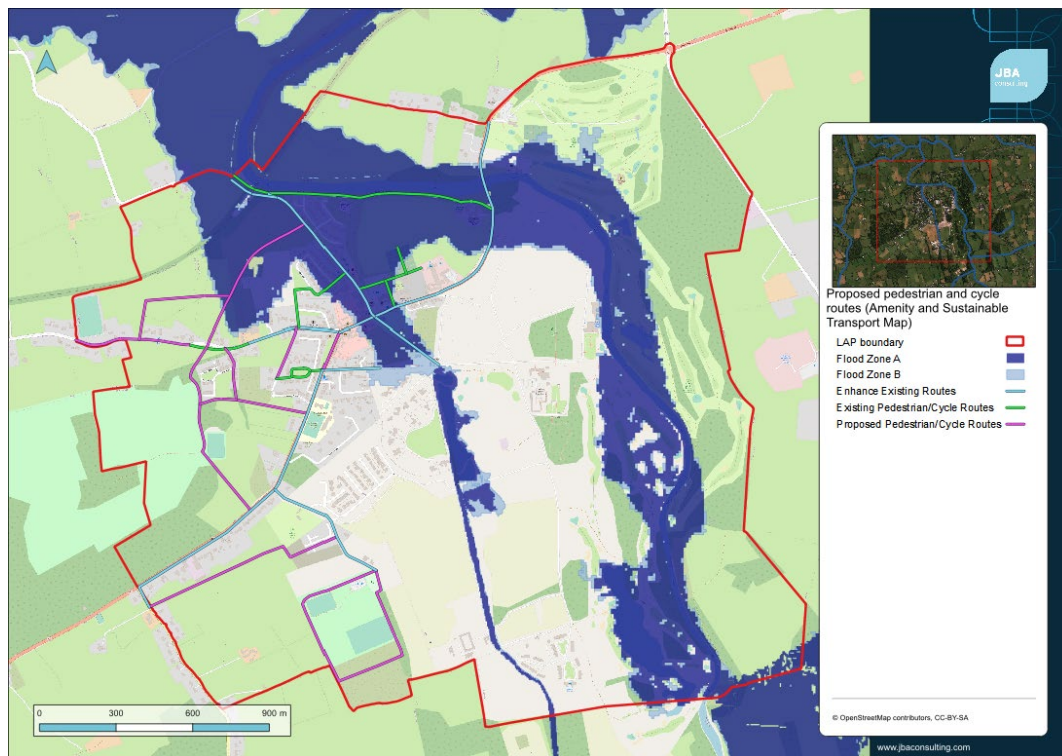 JBA
consulting
Proposed pedestrian and cycle
routes (Amenity and Sustainable
Transport Map)
LAP boundary
Flood Zone A
Flood Zone B
Enhance Existing Routes
Existing Pedestrian/Cycle Routes
Proposed Pedestrian/Cycle Routes
0 300 600 900 m
© OpenStreetMap contributors, CC-BY-SA
www.jbaconsulting.com